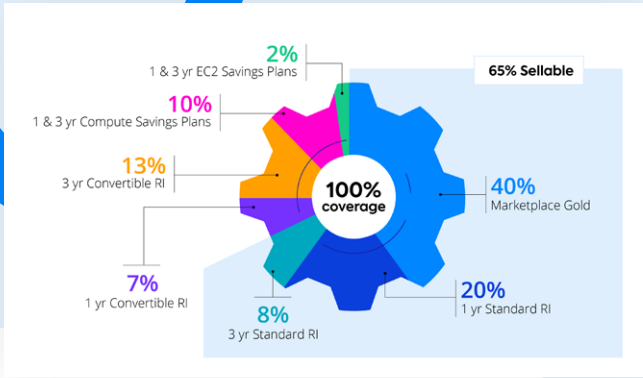 2%
1 & 3 yr EC2 Savings Plans
65% Sellable
10%
1 & 3 yr Compute Savings Plans
13%
3 yr Convertible RI
100%
coverage
40%
Marketplace Gold
7%
1 yr Convertible RI
20%
1 yr Standard RI
8%
3 yr Standard RI